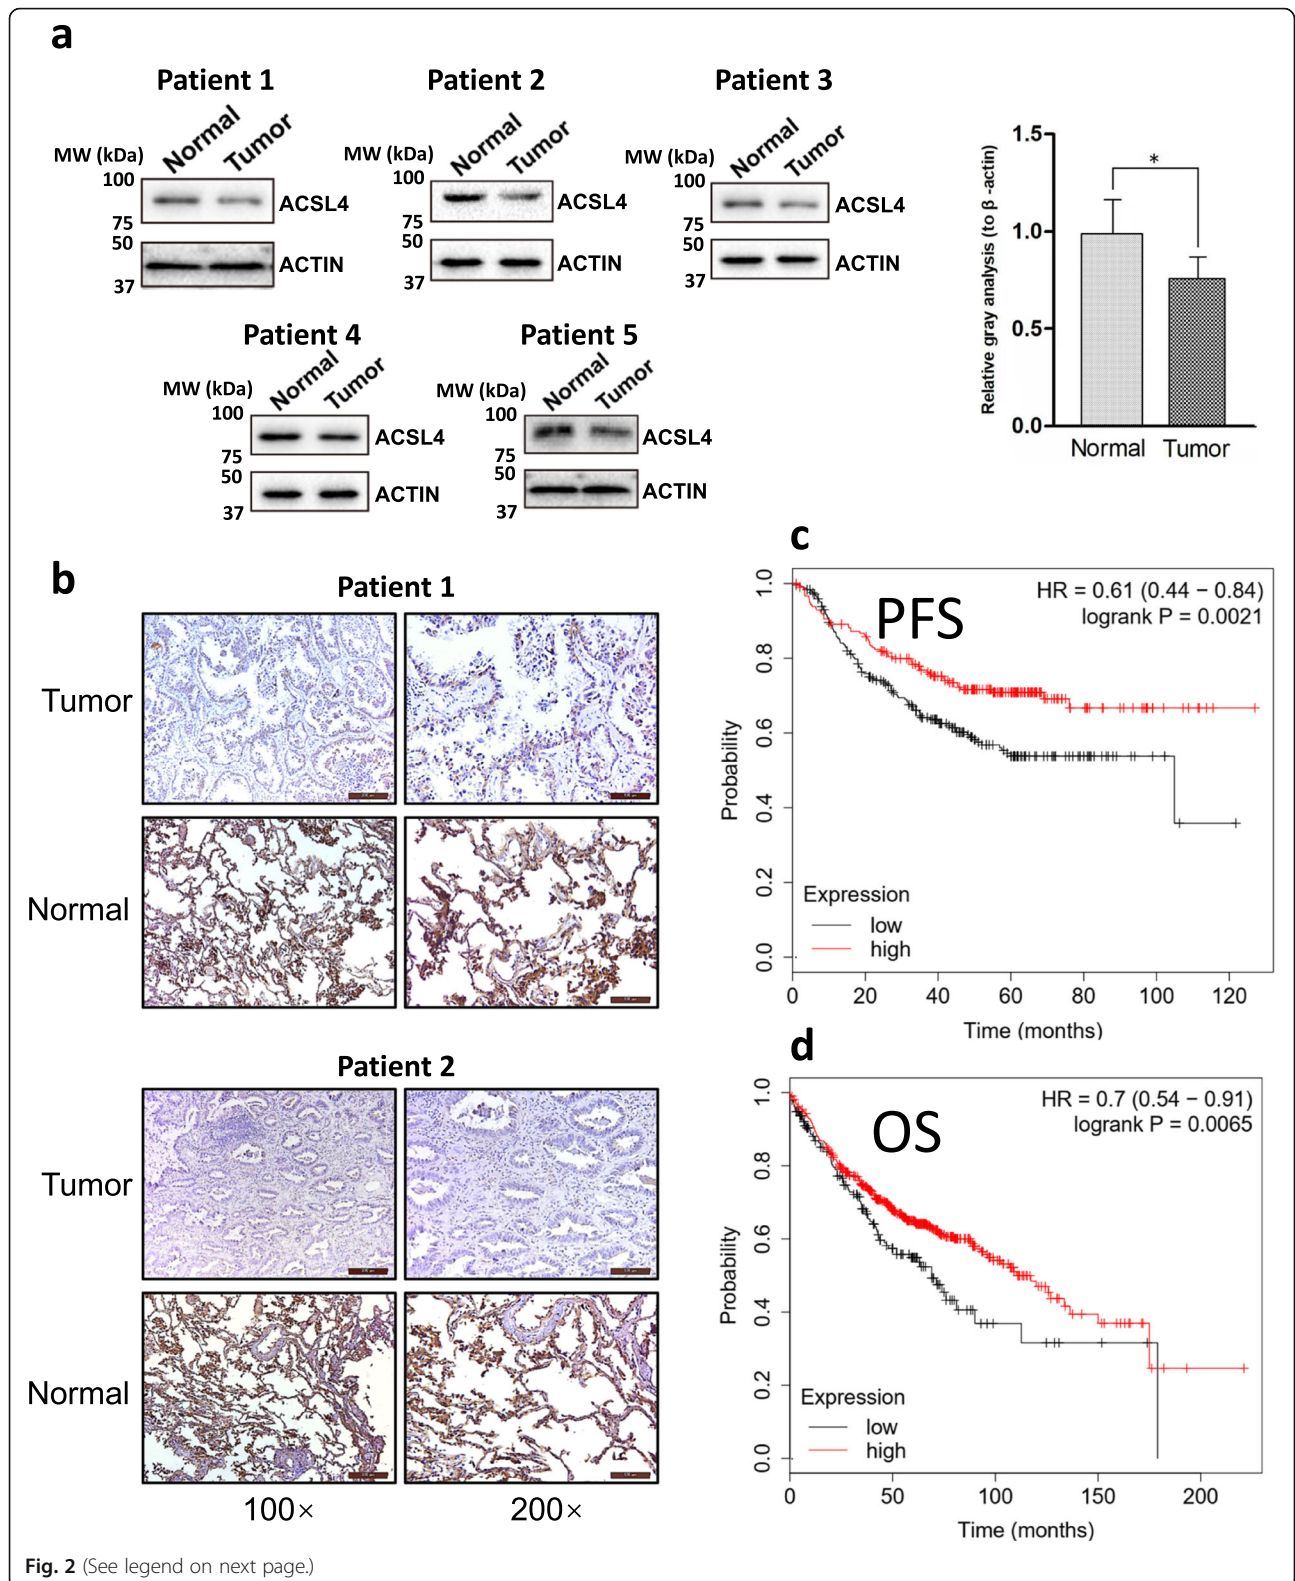 a
Patient 1
Normal
Tumor
MW (kDa)
100
75
ACSL4
50
37
ACTIN
Patient 2
Normal
Tumor
MW (kDa)
100
75
ACSL4
50
37
ACTIN
Patient 3
Normal
Tumor
MW (kDa)
100
75
ACSL4
50
37
ACTIN
Patient 4
Normal
Tumor
MW (kDa)
100
75
ACSL4
50
37
ACTIN
Patient 5
Normal
Tumor
MW (kDa)
100
75
ACSL4
50
37
ACTIN
Relative gray analysis (to β -actin)
1.5
1.0
0.5
0.0
*
Normal Tumor
b
Patient 1
Tumor
Normal
Patient 2
Tumor
Normal
100× 200×
c
PFS
HR = 0.61 (0.44 − 0.84)
logrank P = 0.0021
Probability
1.0
0.8
0.6
0.4
0.2
0.0
Expression
low
high
0 20 40 60 80 100 120
Time (months)
d
OS
HR = 0.7 (0.54 − 0.91)
logrank P = 0.0065
Probability
1.0
0.8
0.6
0.4
0.2
0.0
Expression
low
high
0 50 100 150 200
Time (months)
Fig. 2 (See legend on next page.)